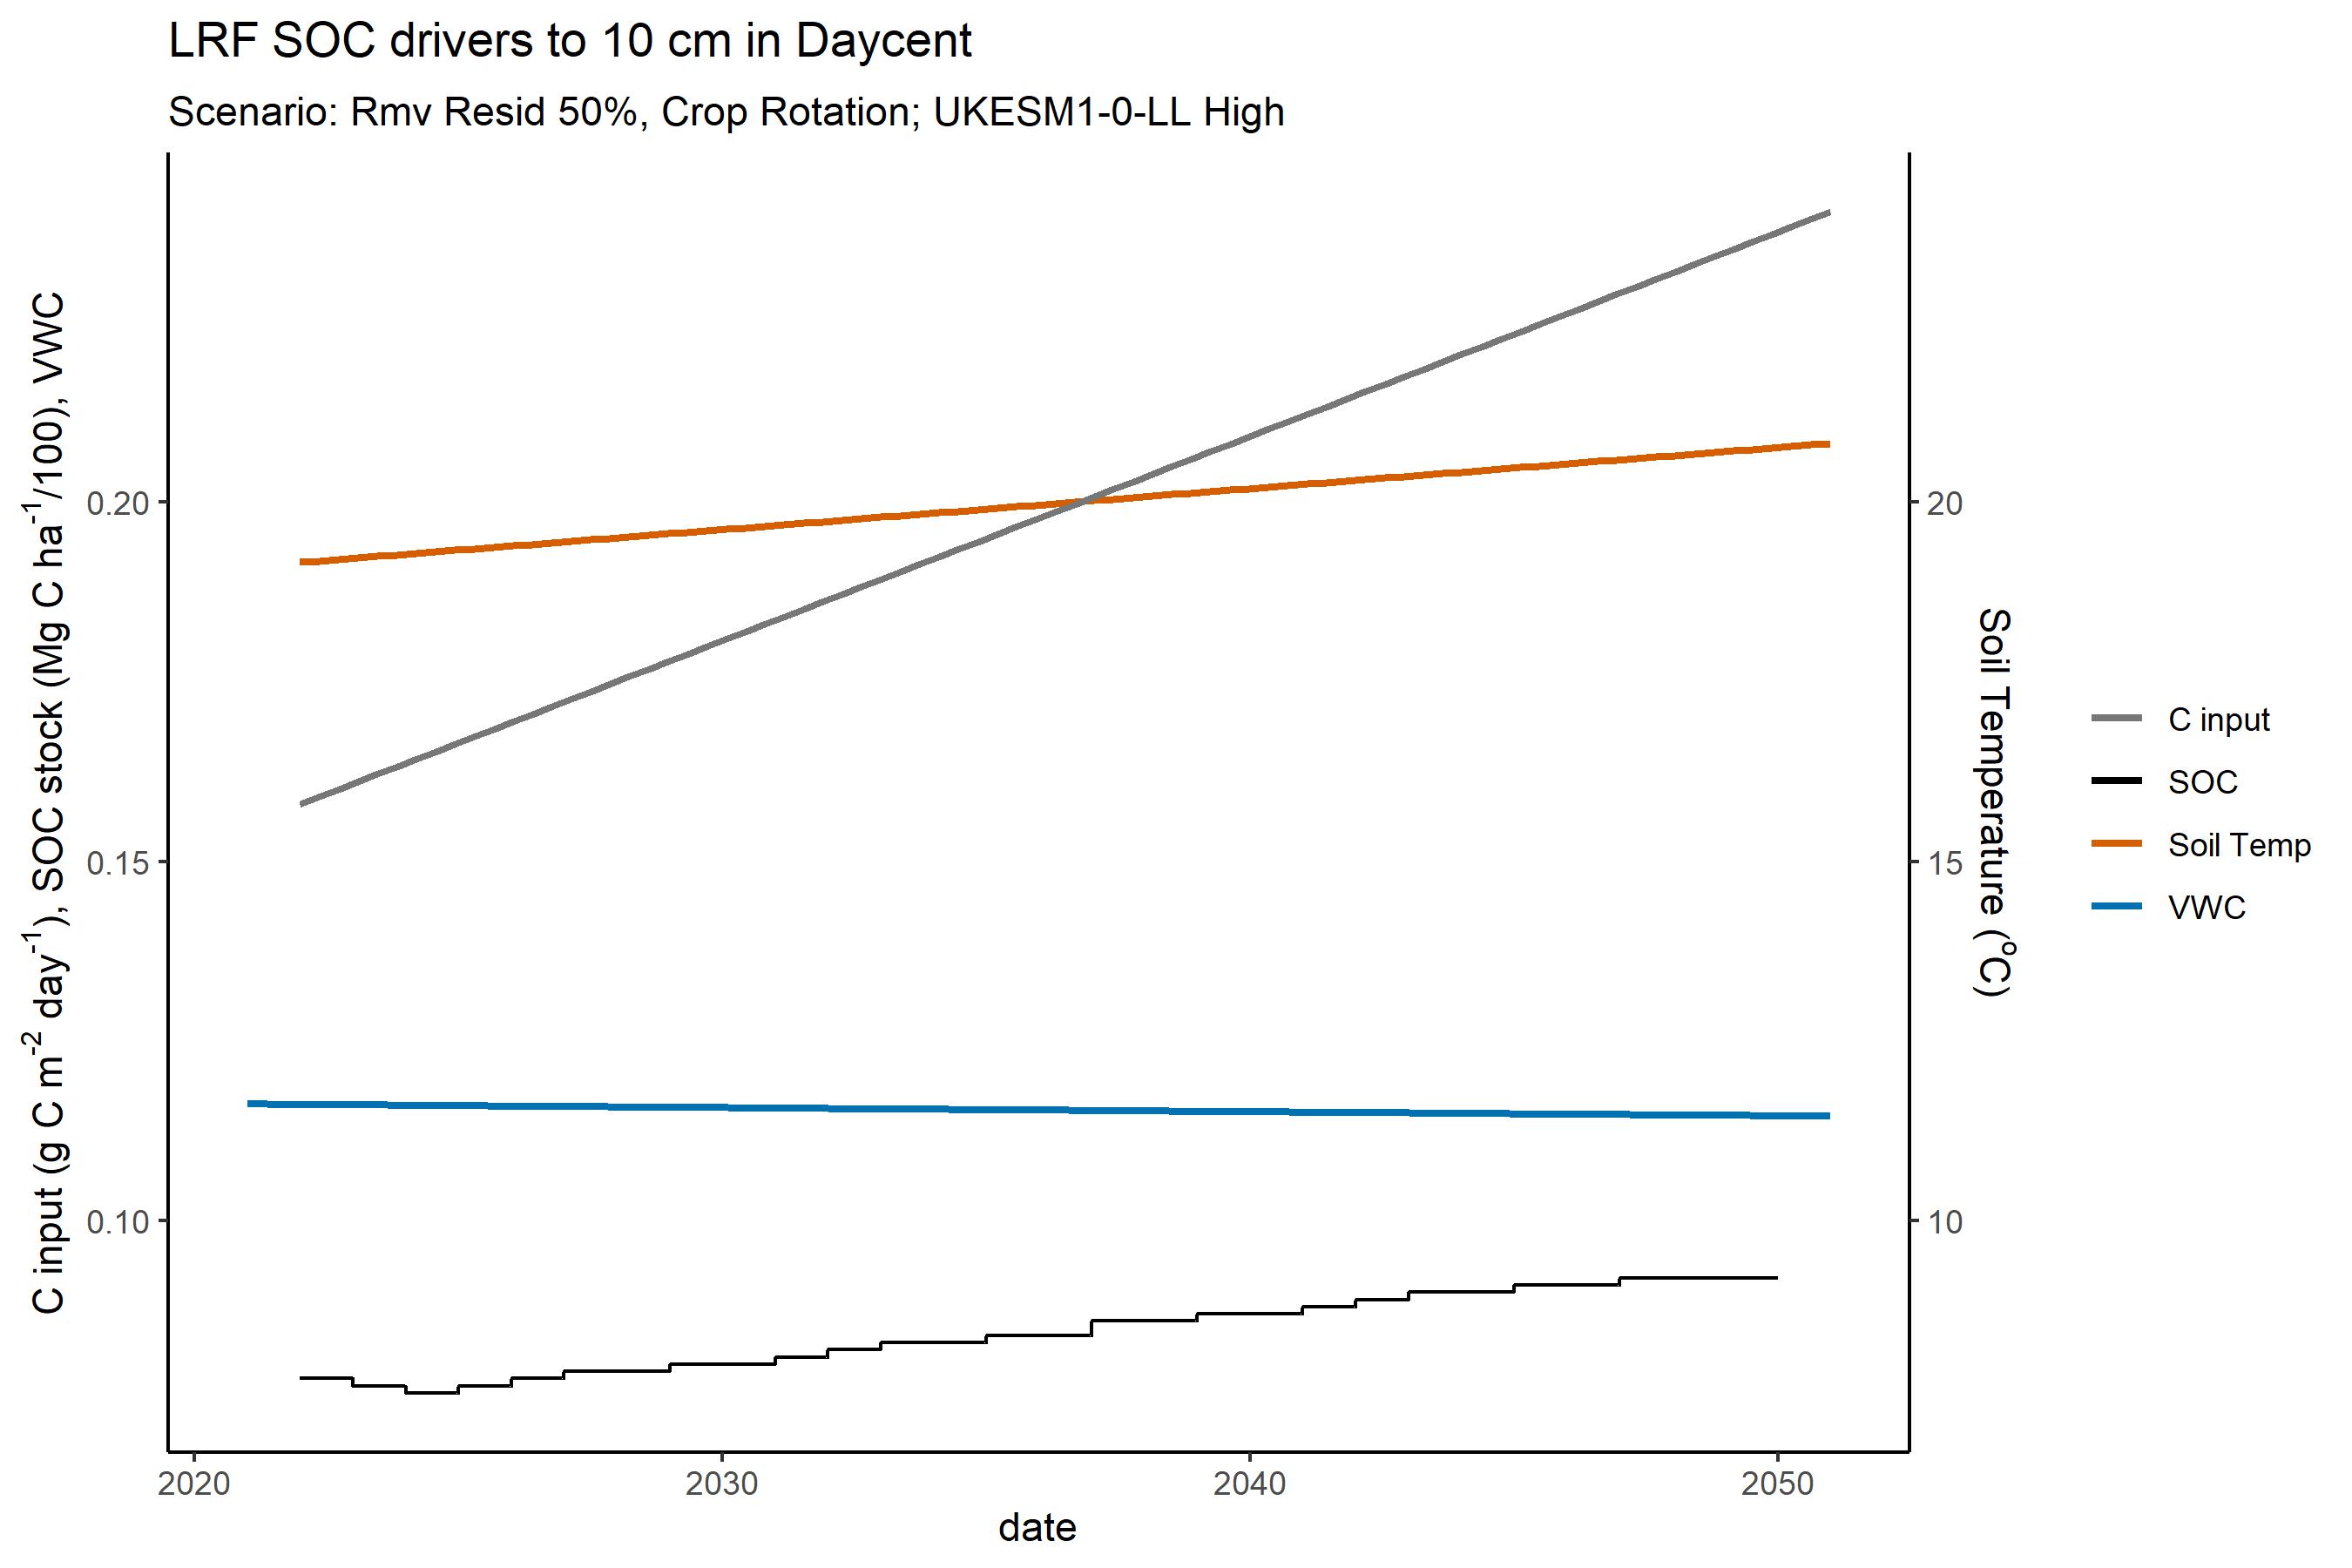 LRF SOC drivers to 10 cm in Daycent
Scenario: Rmv Resid 50%, Crop Rotation; UKESM1-0-LL High
C input (g C m⁻² day⁻¹), SOC stock (Mg C ha⁻¹/100), VWC
0.20
0.15
0.10
20
15
10
Soil Temperature (ᵒC)
C input
SOC
Soil Temp
VWC
2020
2030
2040
2050
date